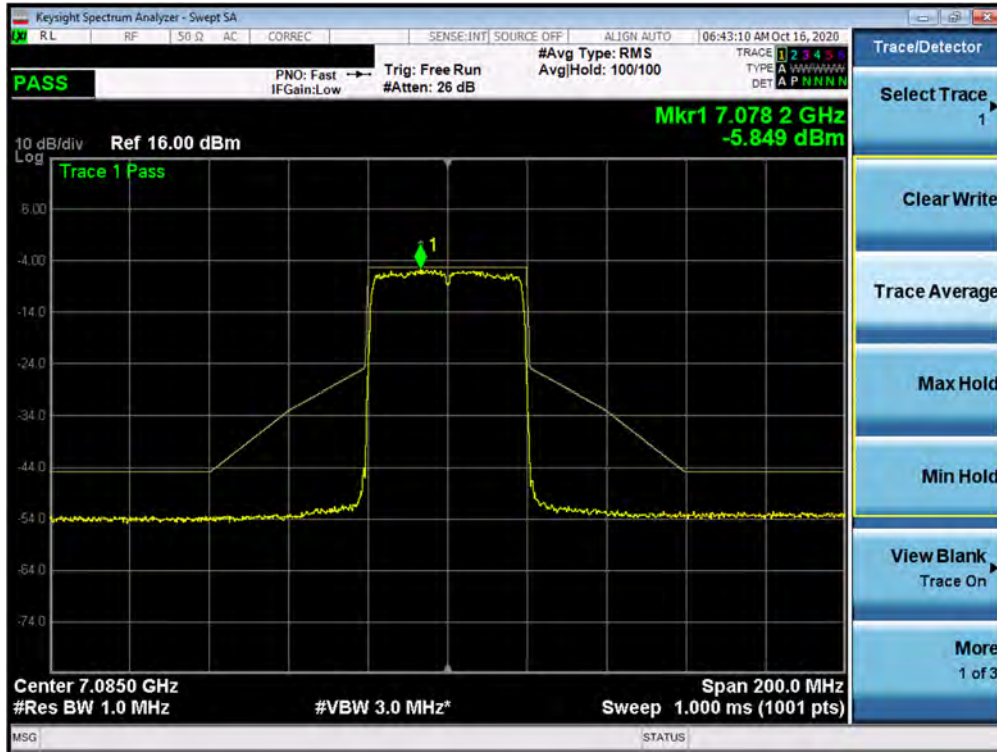 Keysight Spectrum Analyzer - Swept SA
RL RF 50 Ω AC CORREC SENSE:INT SOURCE OFF ALIGN AUTO 06:43:10 AM Oct 16, 2020
PASS
PNO: Fast
IFGain:Low
Trig: Free Run
#Atten: 26 dB
#Avg Type: RMS
Avg|Hold: 100/100
TRACE 1 2 3 4 5 6
TYPE A WWWWW
DET A P N N N N
Mkr1 7.078 2 GHz
-5.849 dBm
10 dB/div Ref 16.00 dBm
Log
Trace 1 Pass
6.00
1
-4.00
-14.0
-24.0
-34.0
-44.0
-54.0
-64.0
-74.0
Center 7.0850 GHz
Span 200.0 MHz
#Res BW 1.0 MHz
#VBW 3.0 MHz*
Sweep 1.000 ms (1001 pts)
MSG
STATUS
Trace/Detector
Select Trace
1
Clear Write
Trace Average
Max Hold
Min Hold
View Blank
Trace On
More
1 of 3